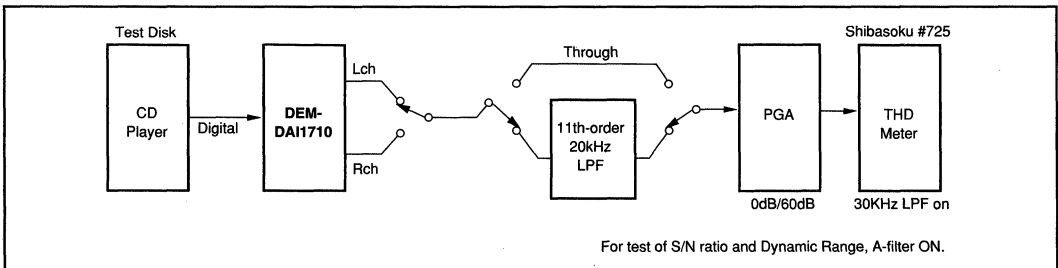 Test Disk
CD
Player
Digital
DEM-
DAI1710
Lch
Rch
Through
11th-order
20kHz
LPF
PGA
0dB/60dB
Shibasoku #725
THD
Meter
30KHz LPF on
For test of S/N ratio and Dynamic Range, A-filter ON.